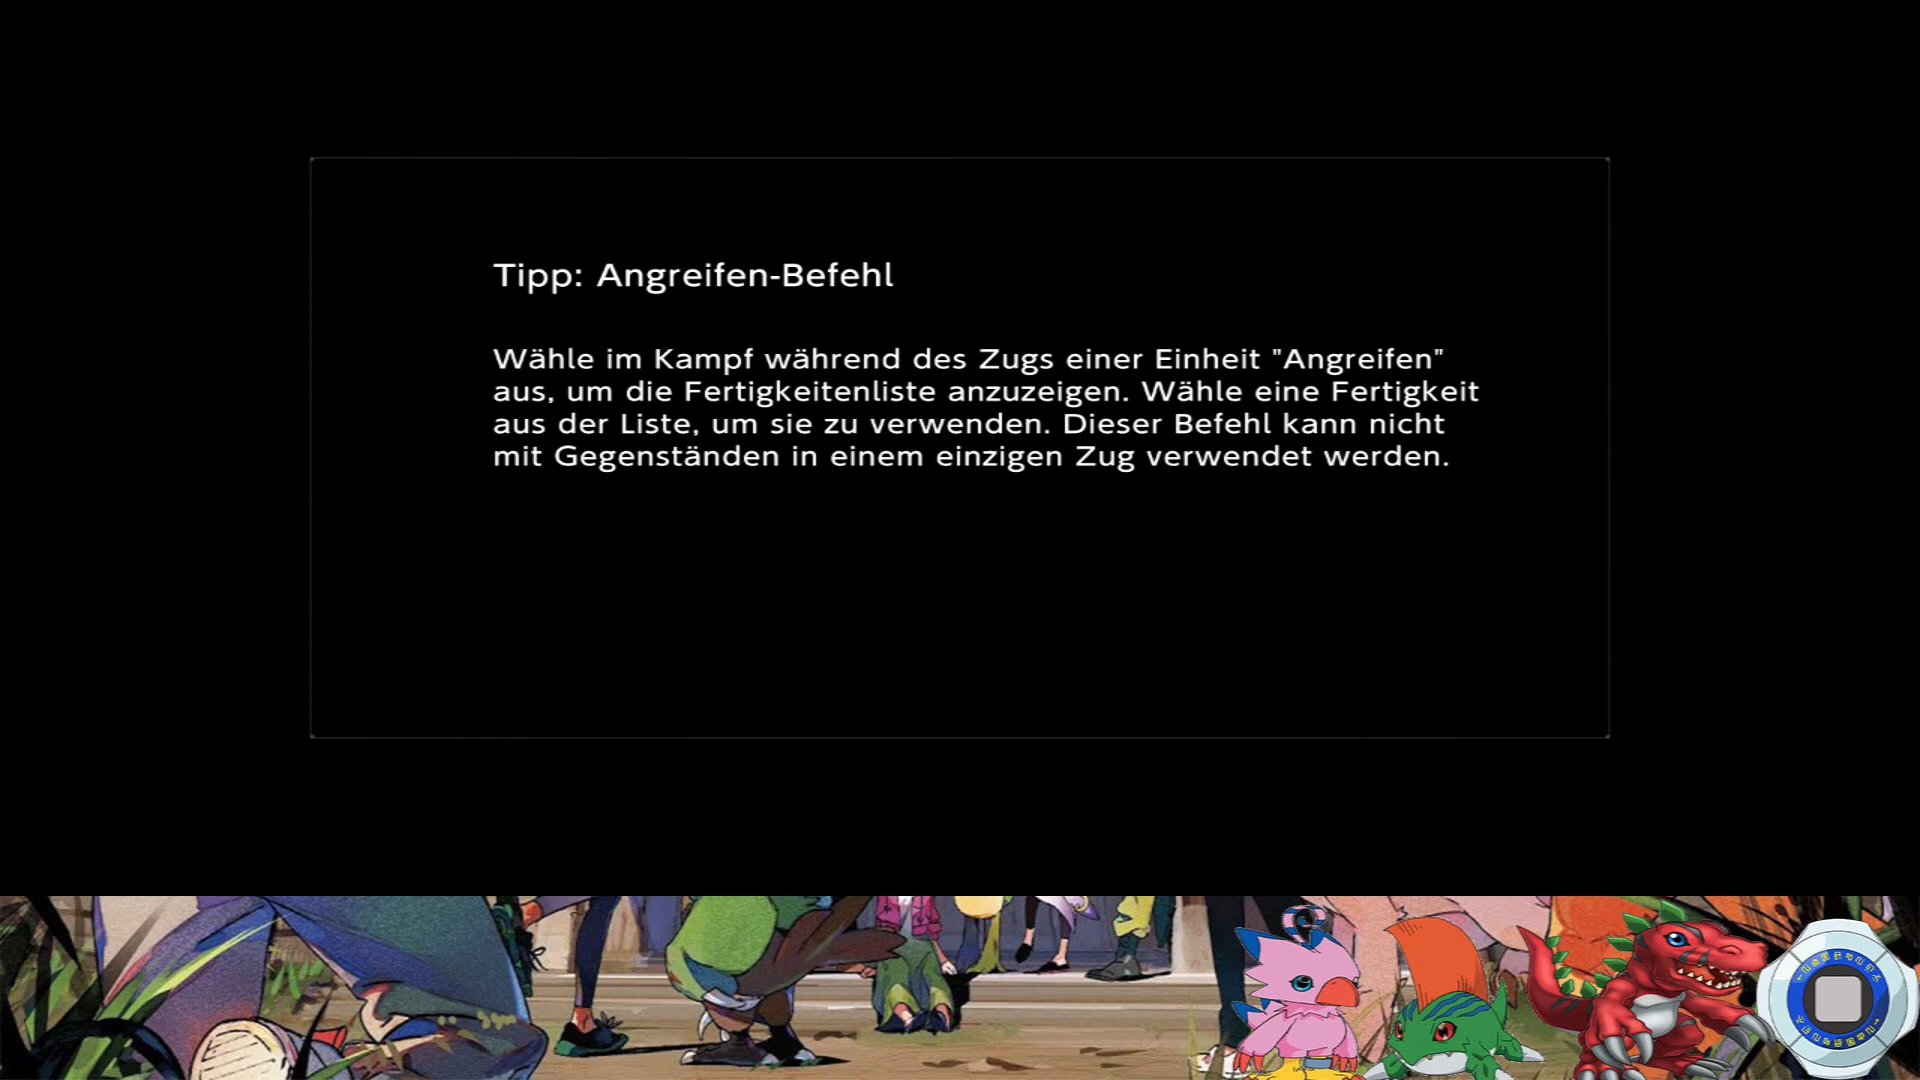 Tipp: Angreifen-Befehl
Wähle im Kampf während des Zugs einer Einheit "Angreifen"
aus, um die Fertigkeitenliste anzuzeigen. Wähle eine Fertigkeit
aus der Liste, um sie zu verwenden. Dieser Befehl kann nicht
mit Gegenständen in einem einzigen Zug verwendet werden.